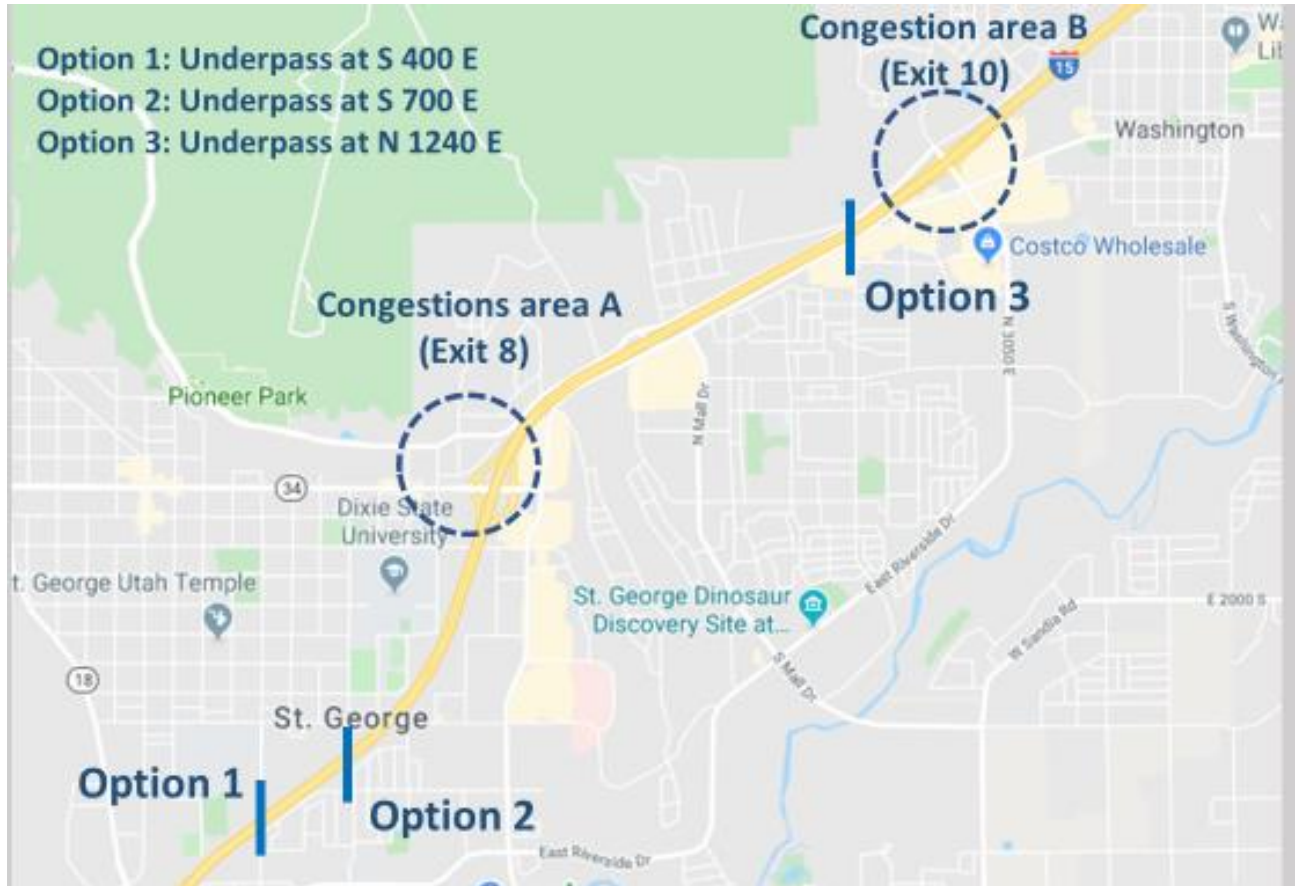 Option 1: Underpass at S 400 E
Option 2: Underpass at S 700 E
Option 3: Underpass at N 1240 E
Congestion area B
(Exit 10)
15
Washington
Costco Wholesale
Option 3
Congestions area A
(Exit 8)
Pioneer Park
N Mall Dr
N 3050 E
S Washington
34
Dixie State
University
t. George Utah Temple
St. George Dinosaur
Discovery Site at...
East Riverside Dr
E 2000 S
W Sandia Rd
S Mall Dr
18
St. George
Option 1
Option 2
East Riverside Dr